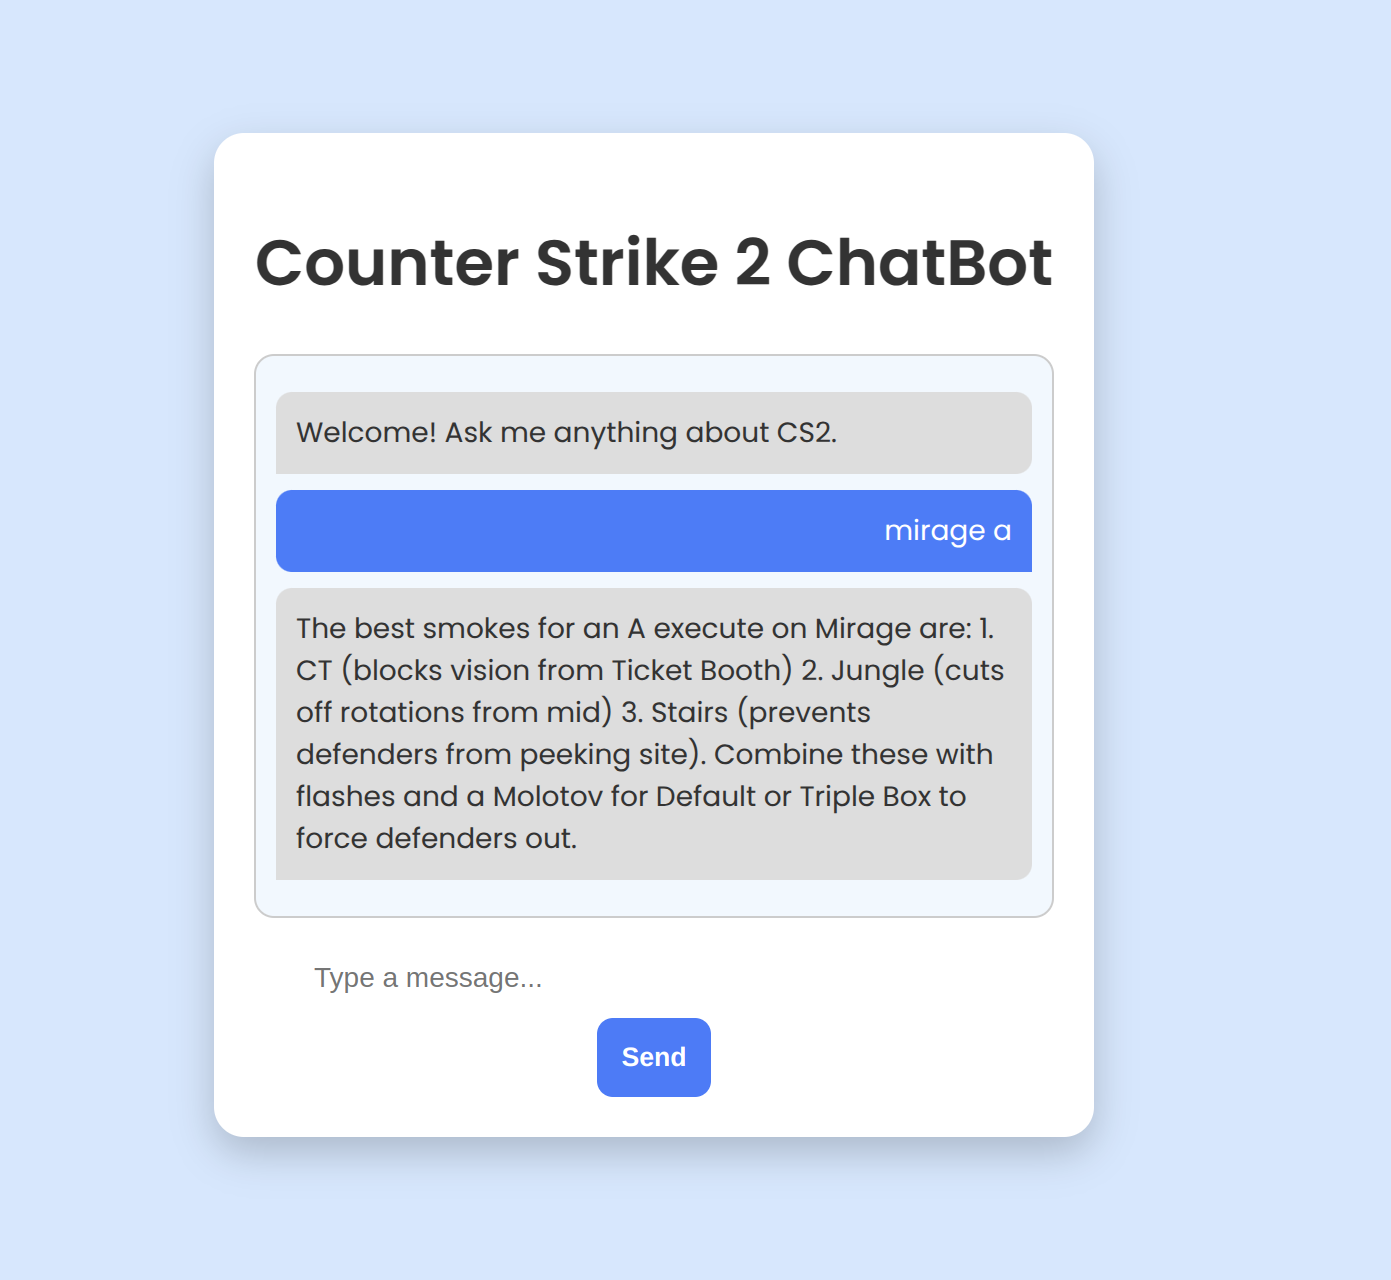 Counter Strike 2 ChatBot
Welcome! Ask me anything about CS2.
mirage a
The best smokes for an A execute on Mirage are: 1.
CT (blocks vision from Ticket Booth) 2. Jungle (cuts
off rotations from mid) 3. Stairs (prevents
defenders from peeking site). Combine these with
flashes and a Molotov for Default or Triple Box to
force defenders out.
Type a message...
Send